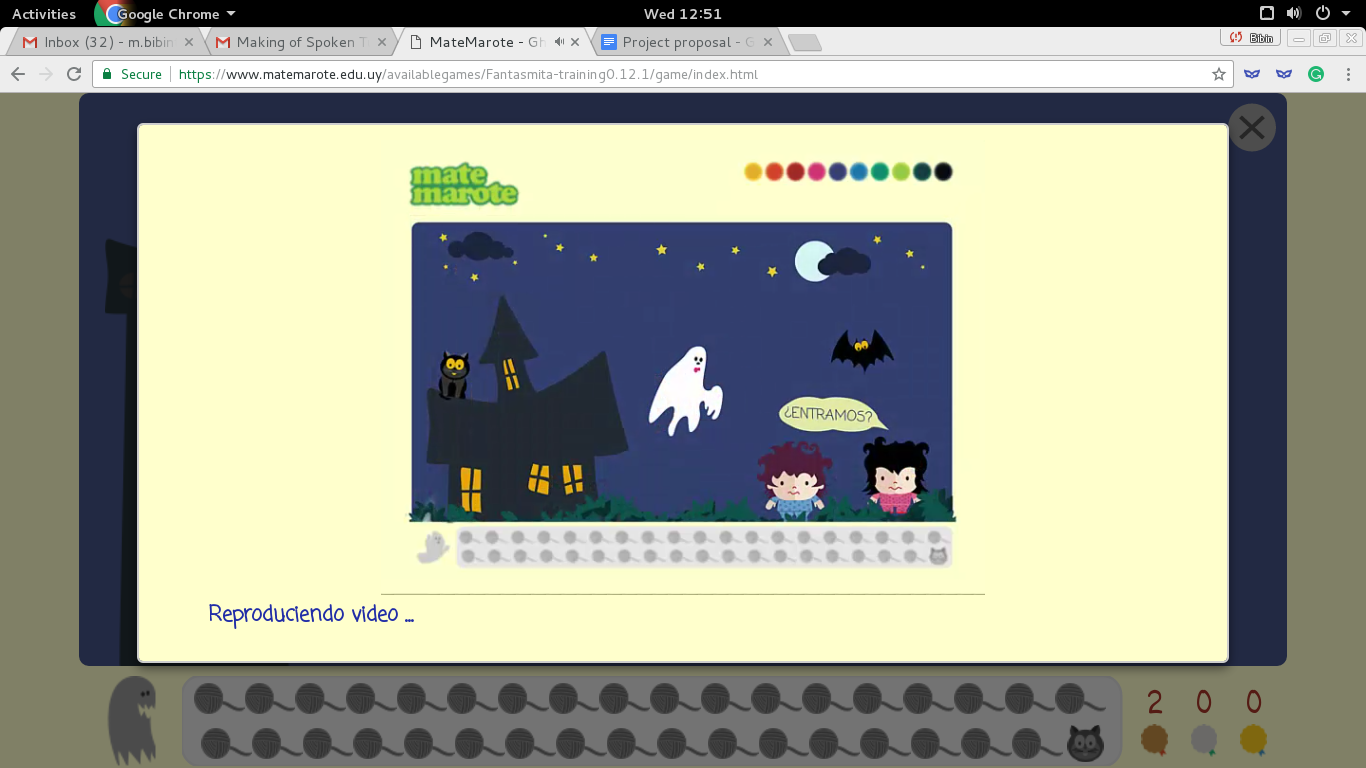 Activities
Google Chrome
Wed 12:51
Inbox (32) - m.bibin
Making of Spoken T
MateMarote - Gh
Project proposal - G
Bibin
Secure
https://www.matemarote.edu.uy/availablegames/Fantasmita-training0.12.1/game/index.html
mate
marote
¿ENTRAMOS?
Reproduciendo video ...
2 0 0